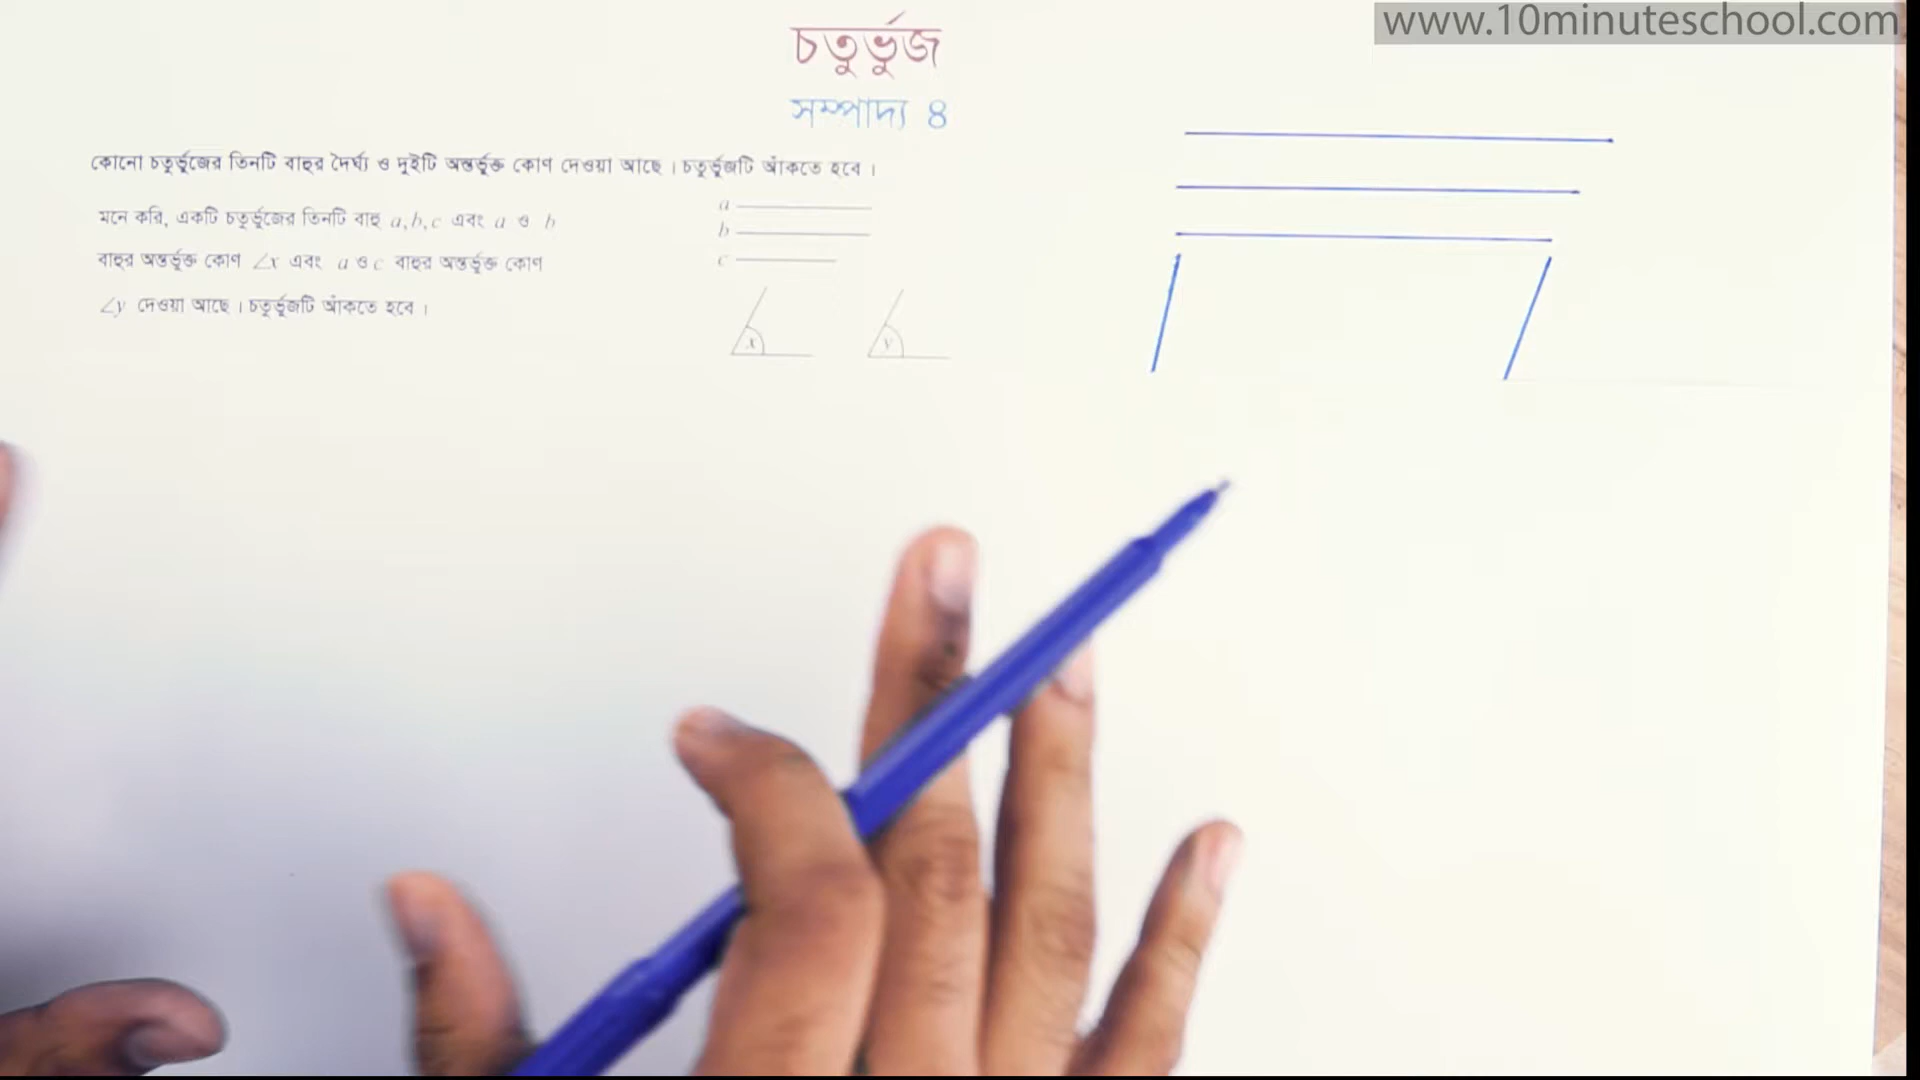 www.10minuteschool.com
চতুর্ভুজ
সম্পাদ্য ৪
কোনো চতুর্ভুজের তিনটি বাহুর দৈর্ঘ্য ও দুইটি অন্তর্ভুক্ত কোণ দেওয়া আছে । চতুর্ভুজটি আঁকতে হবে ।
মনে করি, একটি চতুর্ভুজের তিনটি বাহু a, b, c এবং a ও b
বাহুর অন্তর্ভুক্ত কোণ ∠x এবং a ও c বাহুর অন্তর্ভুক্ত কোণ
∠y দেওয়া আছে । চতুর্ভুজটি আঁকতে হবে ।
a
b
c
x y